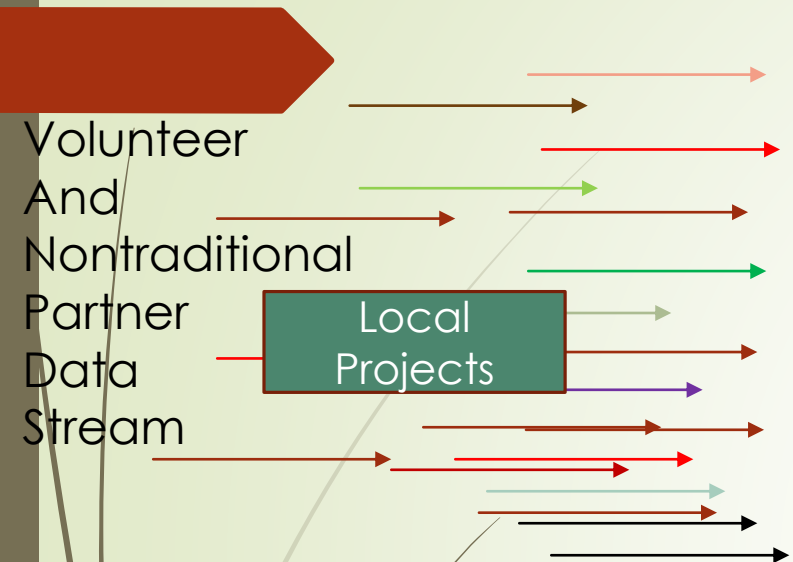 Volunteer
And
Nontraditional
Partner
Data
Stream
Local
Projects